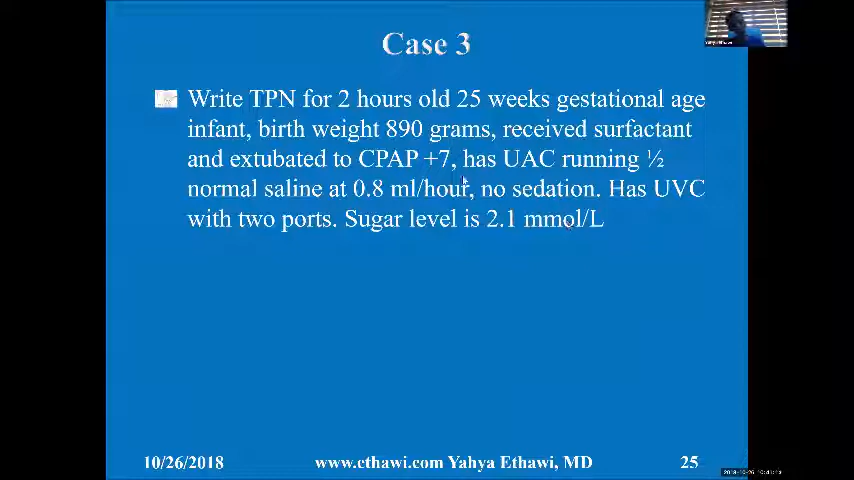 Case 3
Write TPN for 2 hours old 25 weeks gestational age
infant, birth weight 890 grams, received surfactant
and extubated to CPAP +7, has UAC running ½
normal saline at 0.8 ml/hour, no sedation. Has UVC
with two ports. Sugar level is 2.1 mmol/L
10/26/2018
www.ethawi.com Yahya Ethawi, MD
25